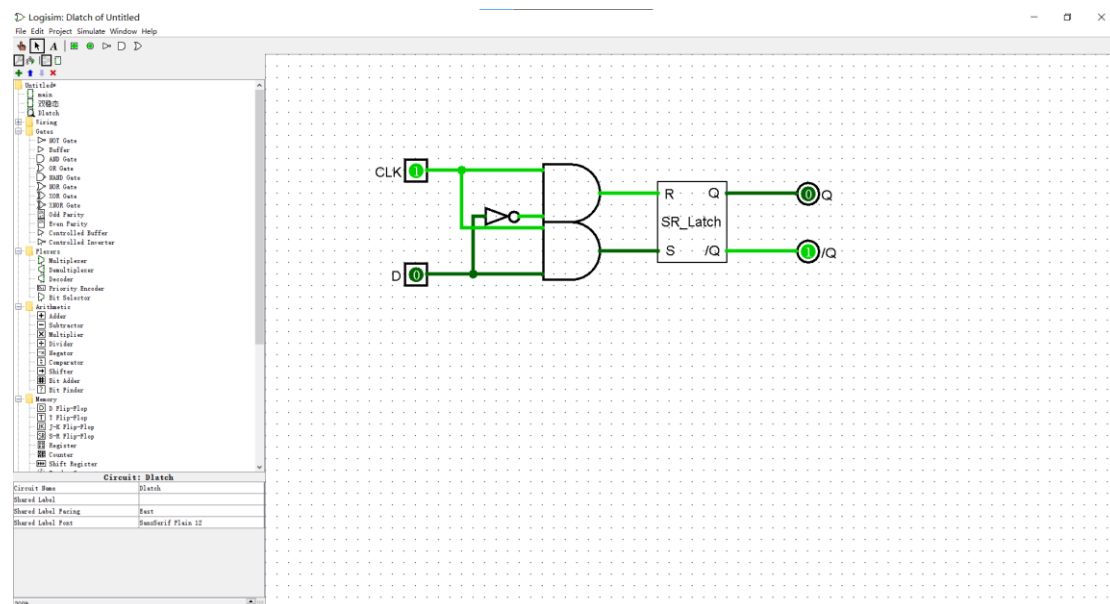 Logisim: Dlatch of Untitled
File Edit Project Simulate Window Help
A
Untitled*
main
双稳态
Dlatch
Wiring
Gates
NOT Gate
Buffer
AND Gate
OR Gate
NAND Gate
NOR Gate
XOR Gate
XNOR Gate
Odd Parity
Even Parity
Controlled Buffer
Controlled Inverter
Plexers
Multiplexer
Demultiplexer
Decoder
Priority Encoder
Bit Selector
Arithmetic
Adder
Subtractor
Multiplier
Divider
Negator
Comparator
Shifter
Bit Adder
Bit Finder
Memory
D Flip-Flop
T Flip-Flop
J-K Flip-Flop
S-R Flip-Flop
Register
Counter
Shift Register
Circuit: Dlatch
Circuit Name Dlatch
Shared Label
Shared Label Facing East
Shared Label Font SansSerif Plain 12
CLK 1
D 0
R Q
SR_Latch
S /Q
0 Q
1 /Q